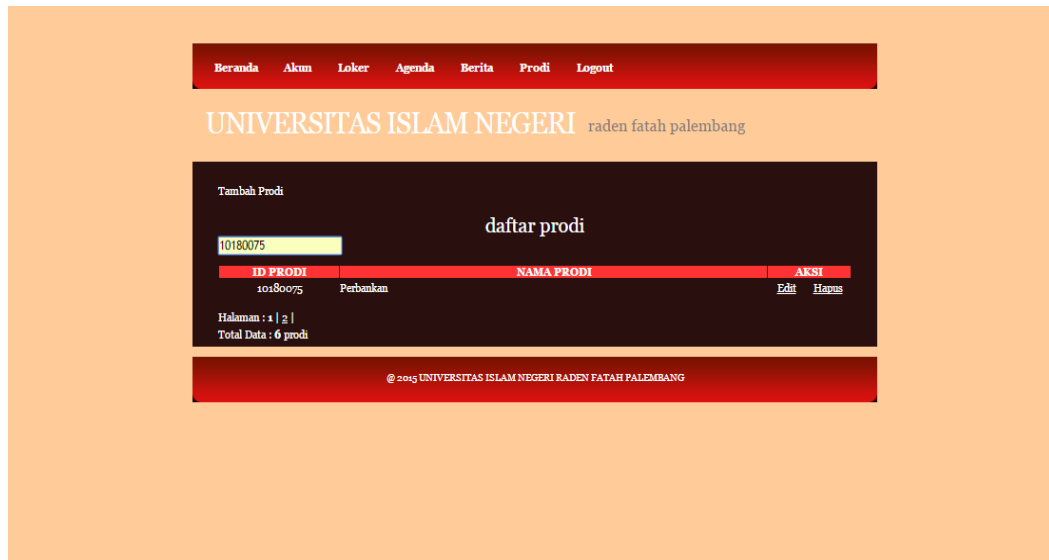 Beranda Akun Loker Agenda Berita Prodi Logout
UNIVERSITAS ISLAM NEGERI raden fatah palembang
Tambah Prodi
daftar prodi
10180075
ID PRODI NAMA PRODI AKSI
10180075 Perbankan Edit Hapus
Halaman : 1 | 2 |
Total Data : 6 prodi
@ 2015 UNIVERSITAS ISLAM NEGERI RADEN FATAH PALEMBANG